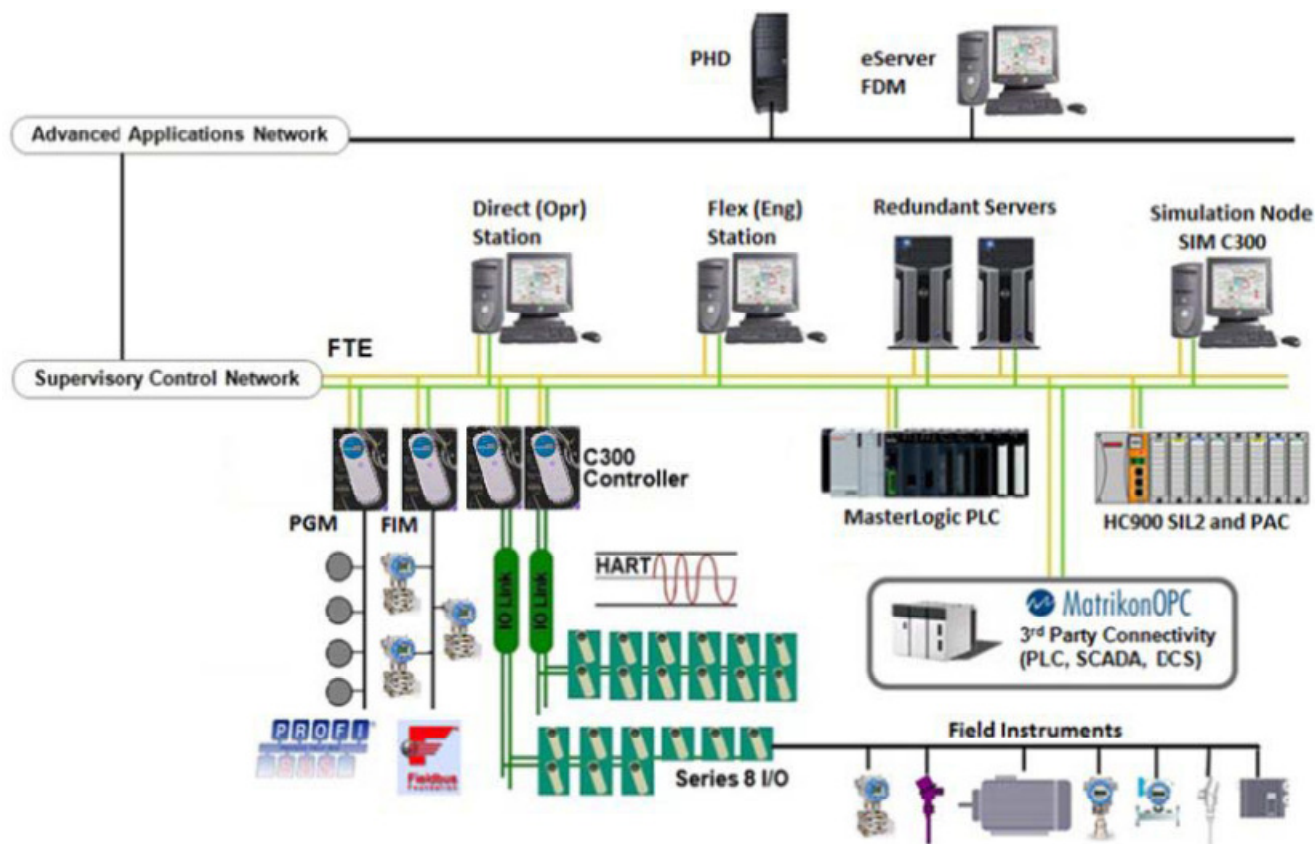 PHD
eServer
FDM
Advanced Applications Network
Direct (Opr)
Station
Flex (Eng)
Station
Redundant Servers
Simulation Node
SIM C300
FTE
Supervisory Control Network
C300
Controller
PGM
FIM
MasterLogic PLC
HC900 SIL2 and PAC
HART
IO Link
IO Link
MatrikonOPC
3rd Party Connectivity
(PLC, SCADA, DCS)
PROFI
BUS
Fieldbus
Foundation
Series 8 I/O
Field Instruments